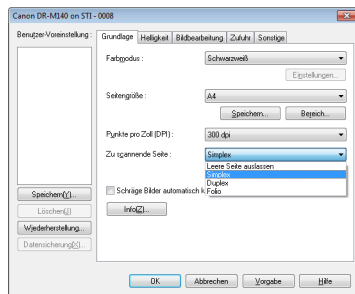 Canon DR-M140 on STI - 0008
Benutzer-Voreinstellung :
Grundlage Helligkeit Bildbearbeitung Zufuhr Sonstige
Farbmodus : Schwarzweiß
Einstellungen...
Seitengröße : A4
Speichern... Bereich...
Punkte pro Zoll (DPI) : 300 dpi
Zu scannende Seite : Simplex
Leere Seite auslassen
Simplex
Duplex
Folio
Schräge Bilder automatisch k
Info(Z)...
Speichern(Y)...
Löschen(J)
Wiederherstellung...
Datensicherung(X)...
OK Abbrechen Vorgabe Hilfe